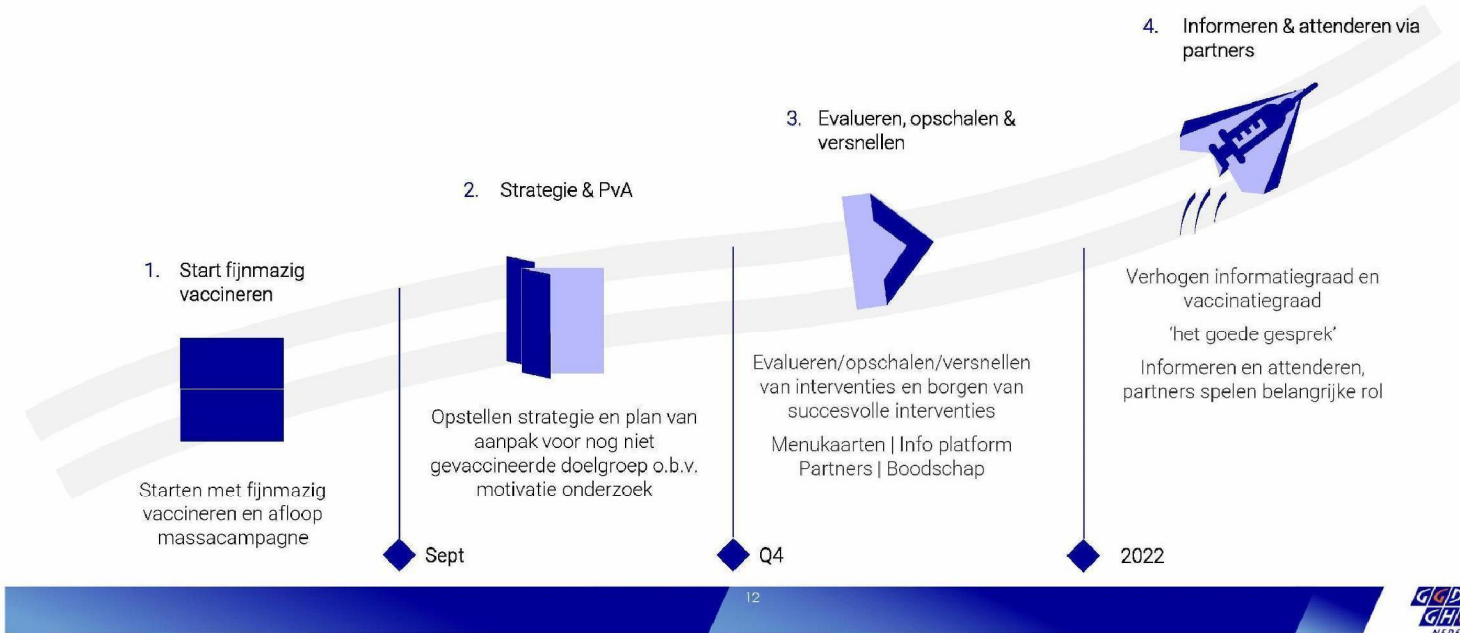 1. Start fijnmazig
vaccineren
Starten met fijnmazig
vaccineren en afloop
massacampagne
Sept
2. Strategie & PvA
Opstellen strategie en plan van
aanpak voor nog niet
gevaccineerde doelgroep o.b.v.
motivatie onderzoek
Q4
3. Evalueren, opschalen &
versnellen
Evalueren/opschalen/versnellen
van interventies en borgen van
succesvolle interventies
Menukaarten | Info platform
Partners | Boodschap
2022
4. Informeren & attenderen via
partners
Verhogen informatiegraad en
vaccinatiegraad
'het goede gesprek'
Informeren en attenderen,
partners spelen belangrijke rol
12
GGD
GH